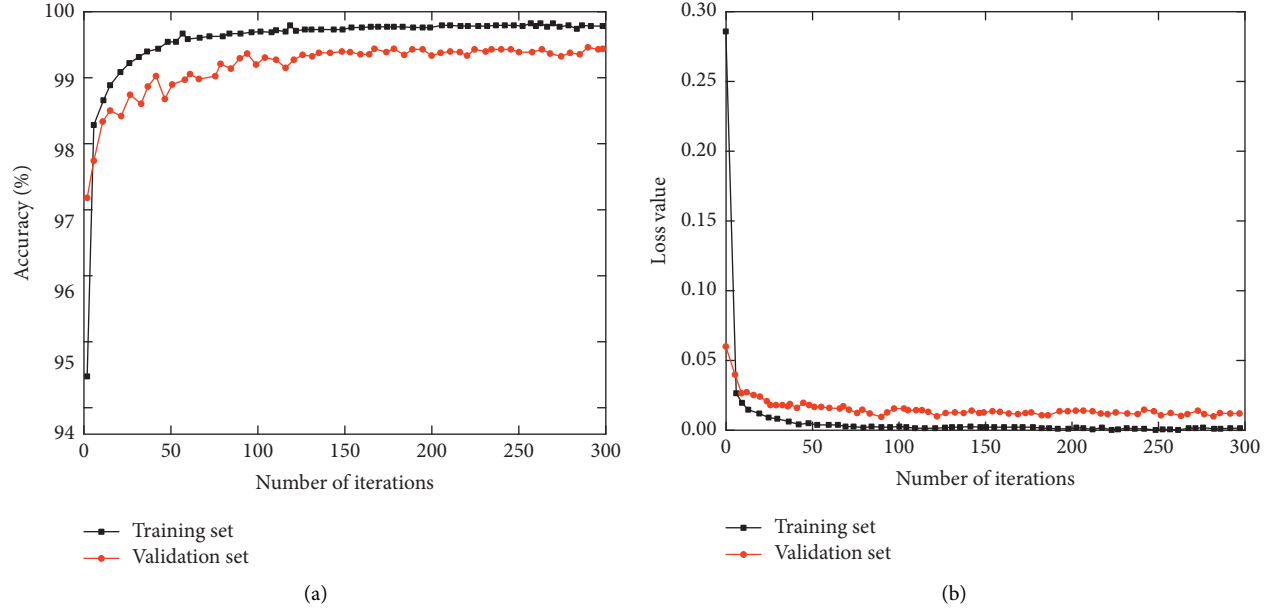 100
99
98
97
96
95
94
Accuracy (%)
0
50
100
150
200
250
300
Number of iterations
Training set
Validation set
(a)
0.30
0.25
0.20
0.15
0.10
0.05
0.00
Loss value
0
50
100
150
200
250
300
Number of iterations
Training set
Validation set
(b)